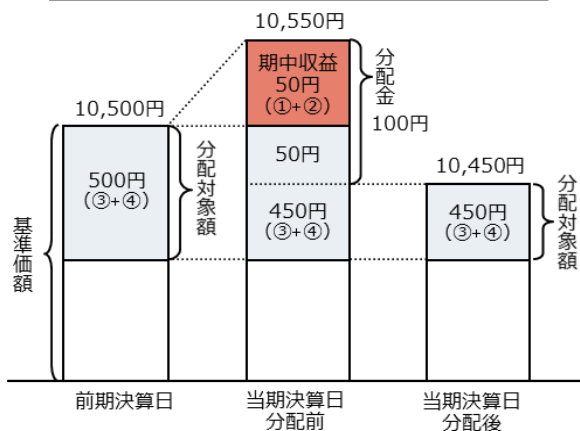 10,550円
期中収益
50円
(①+②)
分配金
100円
10,500円
50円
10,450円
500円
(③+④)
分配対象額
450円
(③+④)
450円
(③+④)
分配対象額
基準価額
前期決算日
当期決算日
分配前
当期決算日
分配後